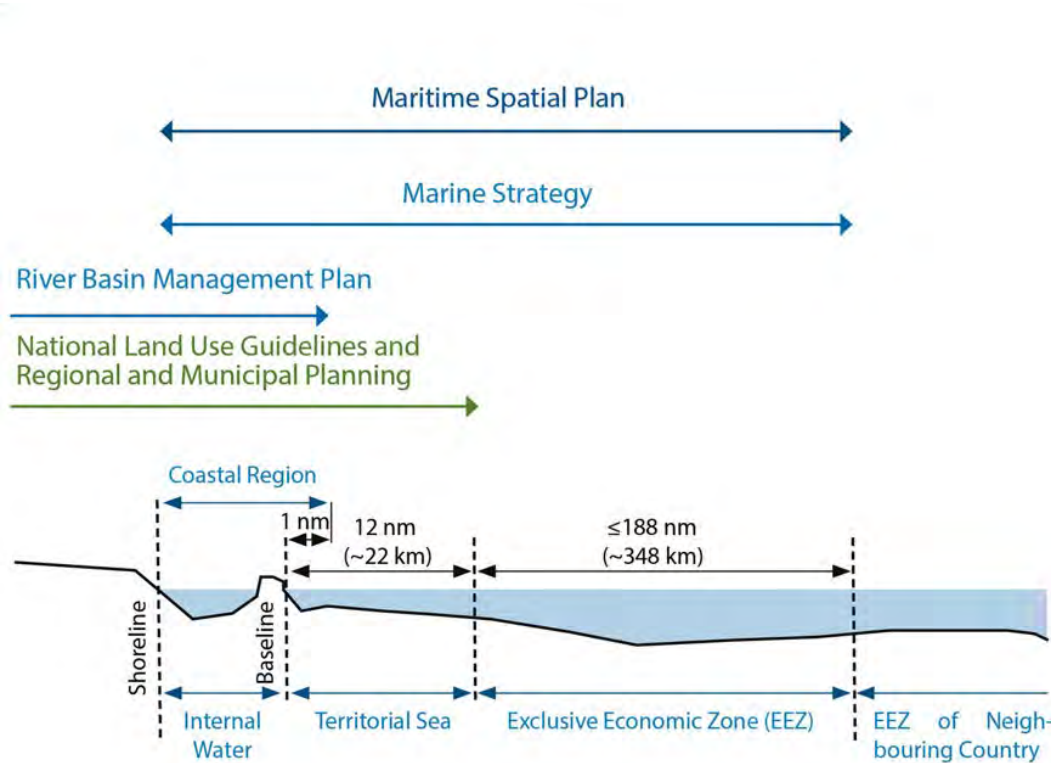 Maritime Spatial Plan
Marine Strategy
River Basin Management Plan
National Land Use Guidelines and
Regional and Municipal Planning
Coastal Region
1 nm
12 nm
(~22 km)
≤188 nm
(~348 km)
Shoreline
Baseline
Internal
Water
Territorial Sea
Exclusive Economic Zone (EEZ)
EEZ of Neigh-
bouring Country